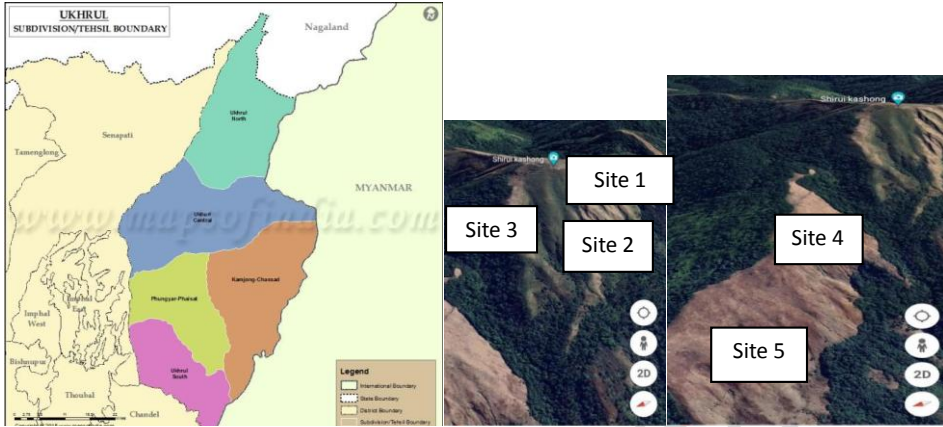 UKHRUL
SUBDIVISION/TEHSIL BOUNDARY
Nagaland
Ukhrul
North
Senapati
Tamenglong
MYANMAR
www.mapsofindia.com
Ukhrul
Central
Kamjong-Chassad
Phungyar-Phaisat
Imphal
West
Imphal
East
Bishnupur
Ukhrul
South
Thoubal
Chandel
Legend
International Boundary
State Boundary
District Boundary
Subdivision/Tehsil Boundary
Shirui kashong
Site 1
Site 3
Site 2
2D
Shirui kashong
Site 4
Site 5
2D